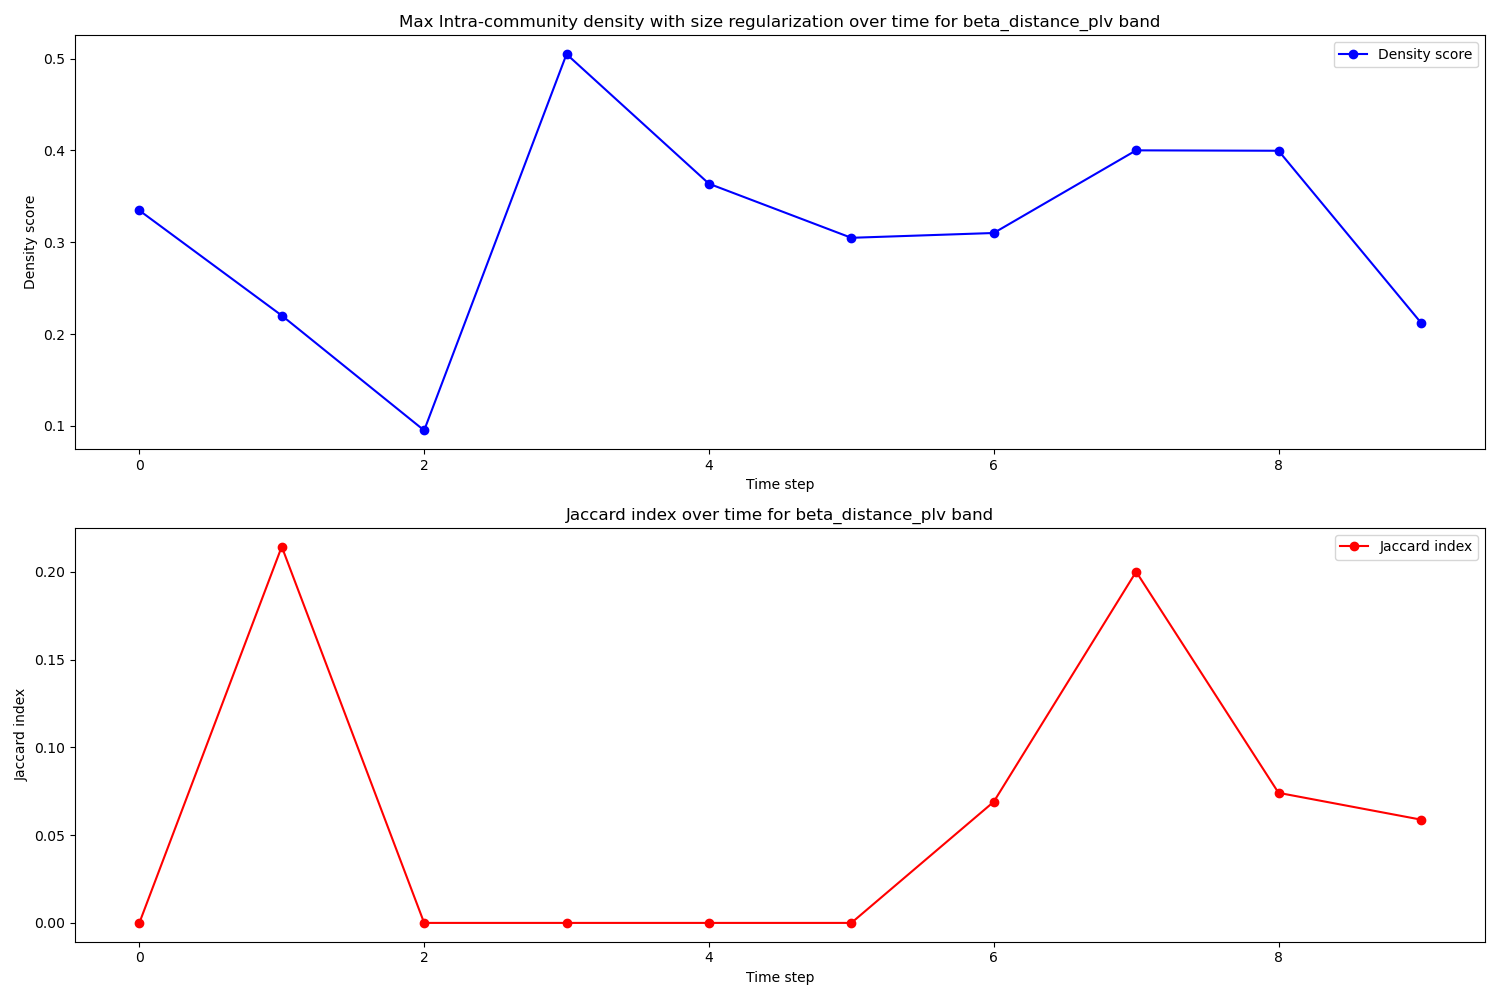 Max Intra-community density with size regularization over time for beta_distance_plv band
Density score
0.5
0.4
0.3
0.2
0.1
Density score
0 2 4 6 8
Time step
Jaccard index over time for beta_distance_plv band
Jaccard index
0.20
0.15
0.10
0.05
0.00
Jaccard index
0 2 4 6 8
Time step